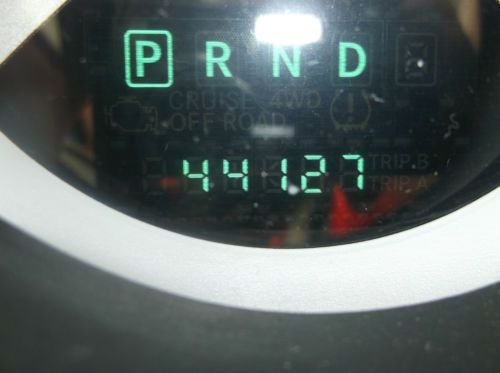 P R N D
CRUISE 4WD
OFF ROAD
44127 TRIP B
TRIP A